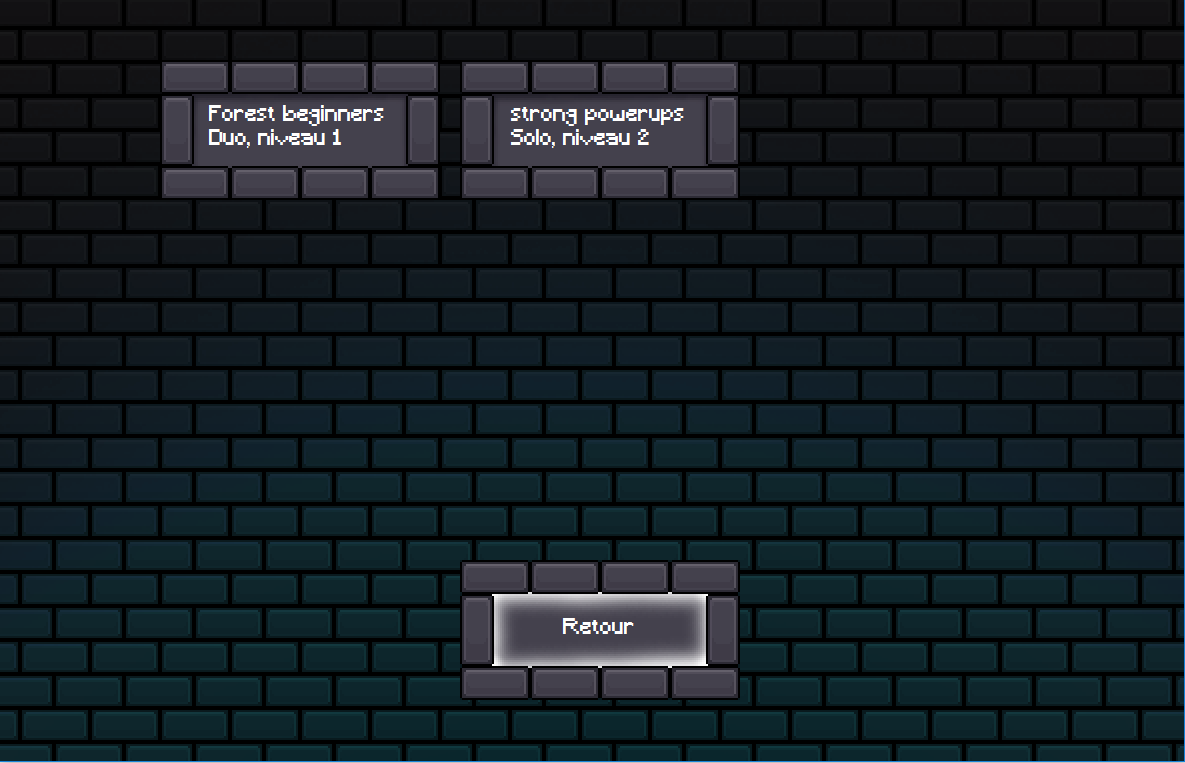 Forest beginners
Duo, niveau 1
strong powerups
Solo, niveau 2
Retour